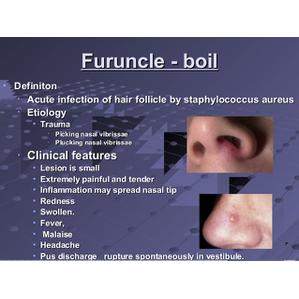 Furuncle - boil
Definiton
Acute infection of hair follicle by staphylococcus aureus
Etiology
Trauma
Picking nasal vibrissae
Plucking nasal vibrissae
Clinical features
Lesion is small
Extremely painful and tender
Inflammation may spread nasal tip
Redness
Swollen.
Fever,
Malaise
Headache
Pus discharge rupture spontaneously in vestibule.